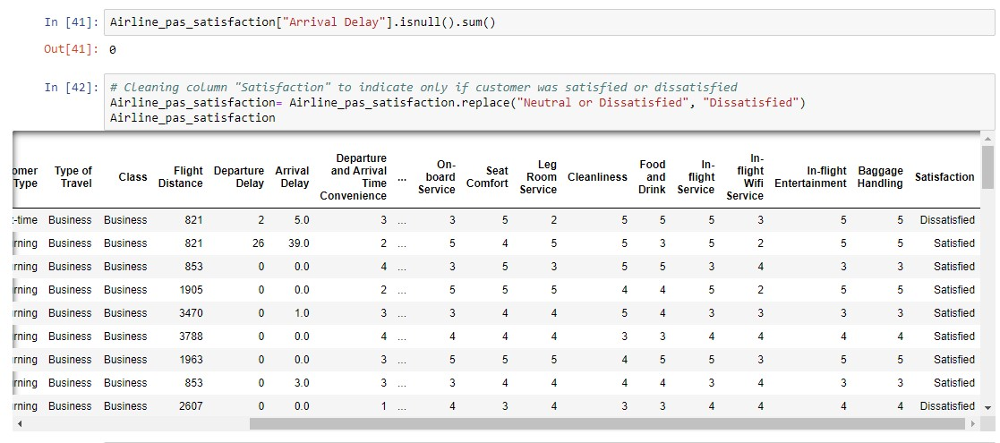 In [41]: Airline_pas_satisfaction["Arrival Delay"].isnull().sum()
Out[41]: 0
In [42]: # Cleaning column "Satisfaction" to indicate only if customer was satisfied or dissatisfied
Airline_pas_satisfaction= Airline_pas_satisfaction.replace("Neutral or Dissatisfied", "Dissatisfied")
Airline_pas_satisfaction
omer Type Type of Travel Class Flight Distance Departure Delay Arrival Delay Departure and Arrival Time Convenience ... On-board Service Seat Comfort Leg Room Service Cleanliness Food and Drink In-flight Service In-flight Wifi Service In-flight Entertainment Baggage Handling Satisfaction
t-time Business Business 821 2 5.0 3 ... 3 5 2 5 5 5 3 5 5 Dissatisfied
rning Business Business 821 26 39.0 2 ... 5 4 5 5 3 5 2 5 5 Satisfied
rning Business Business 853 0 0.0 4 ... 3 5 3 5 5 3 4 3 3 Satisfied
rning Business Business 1905 0 0.0 2 ... 5 5 5 4 4 5 2 5 5 Satisfied
rning Business Business 3470 0 1.0 3 ... 3 4 4 5 4 3 3 3 3 Satisfied
rning Business Business 3788 0 0.0 4 ... 4 4 4 3 3 4 4 4 4 Satisfied
rning Business Business 1963 0 0.0 3 ... 5 5 5 4 5 5 3 5 5 Satisfied
rning Business Business 853 0 3.0 3 ... 3 4 4 4 4 3 4 3 3 Satisfied
rning Business Business 2607 0 0.0 1 ... 4 3 4 3 3 4 4 4 4 Dissatisfied